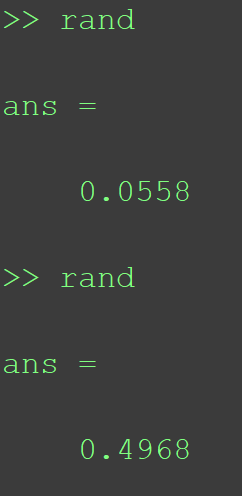 >> rand
ans =
0.0558
>> rand
ans =
0.4968